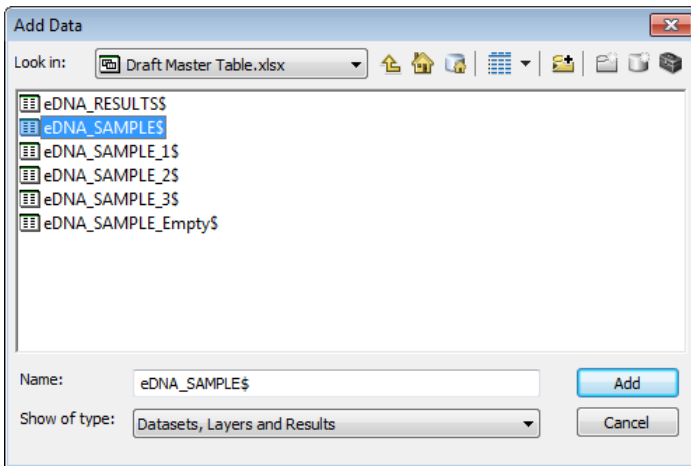 Add Data
Look in: Draft Master Table.xlsx
eDNA_RESULTS$
eDNA_SAMPLE$
eDNA_SAMPLE_1$
eDNA_SAMPLE_2$
eDNA_SAMPLE_3$
eDNA_SAMPLE_Empty$
Name: eDNA_SAMPLE$ Add
Show of type: Datasets, Layers and Results Cancel